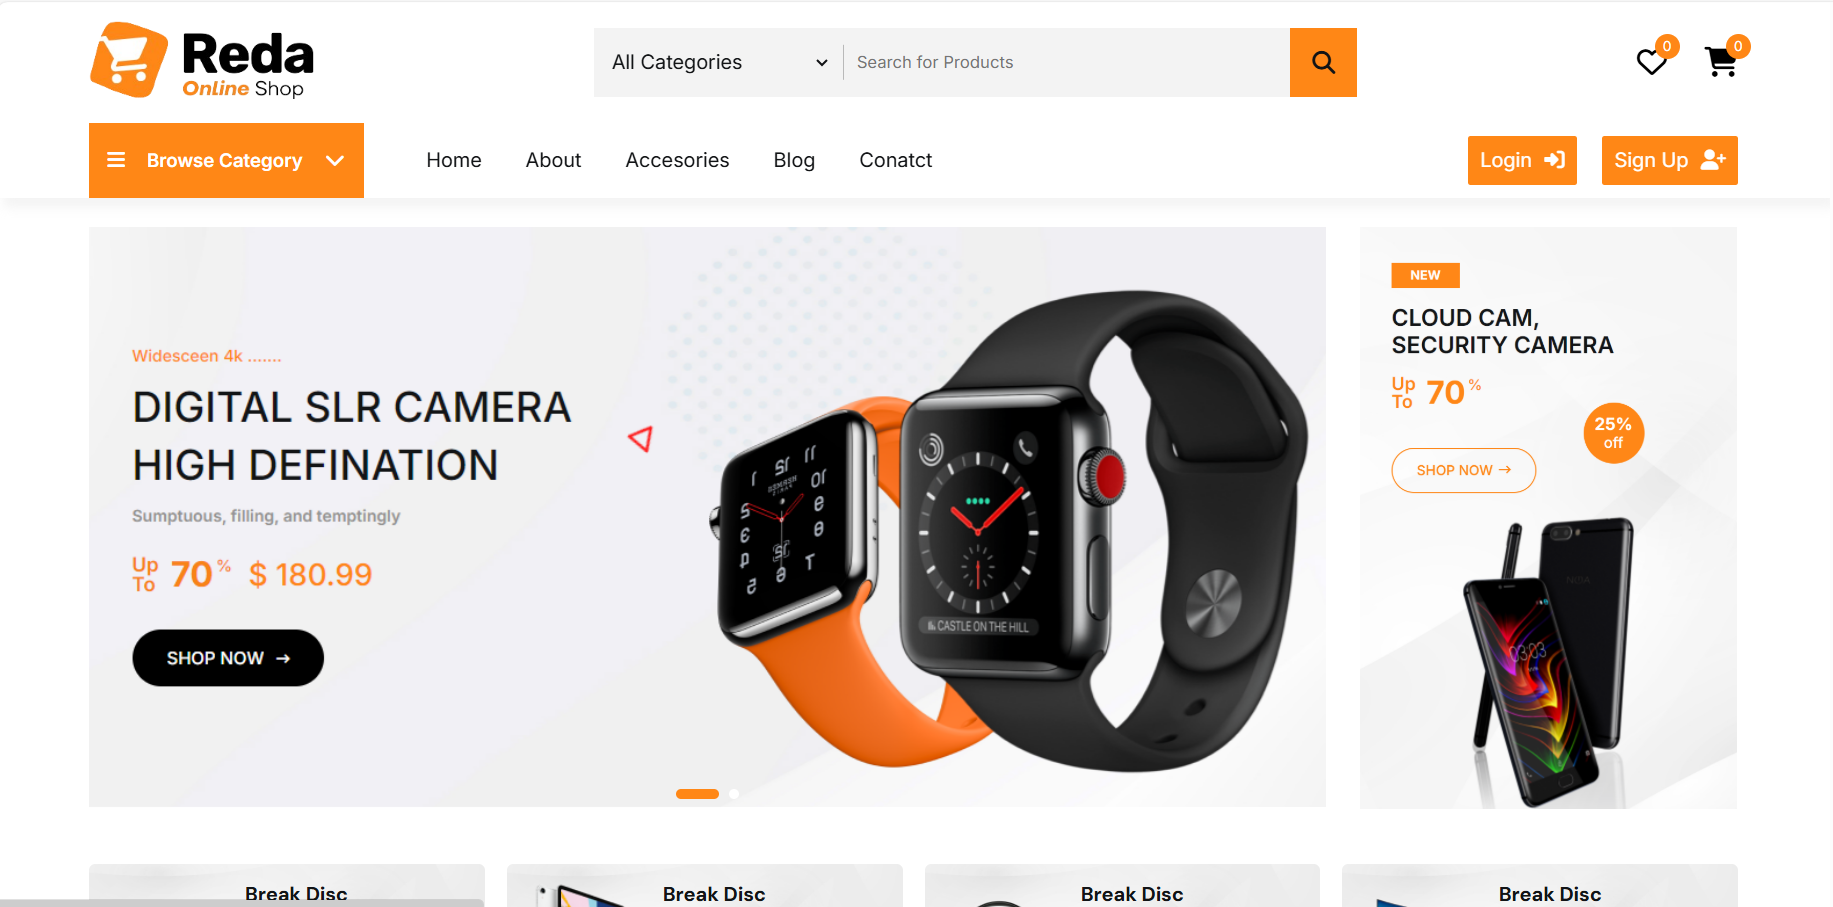 Reda
Online Shop
All Categories
Search for Products
0
0
Browse Category
Home
About
Accesories
Blog
Conatct
Login
Sign Up
Widesceen 4k .......
DIGITAL SLR CAMERA
HIGH DEFINATION
Sumptuous, filling, and temptingly
Up To 70% $ 180.99
SHOP NOW →
CASTLE ON THE HILL
NEW
CLOUD CAM,
SECURITY CAMERA
Up To 70%
25%
off
SHOP NOW →
03:03
Break Disc
Break Disc
Break Disc
Break Disc